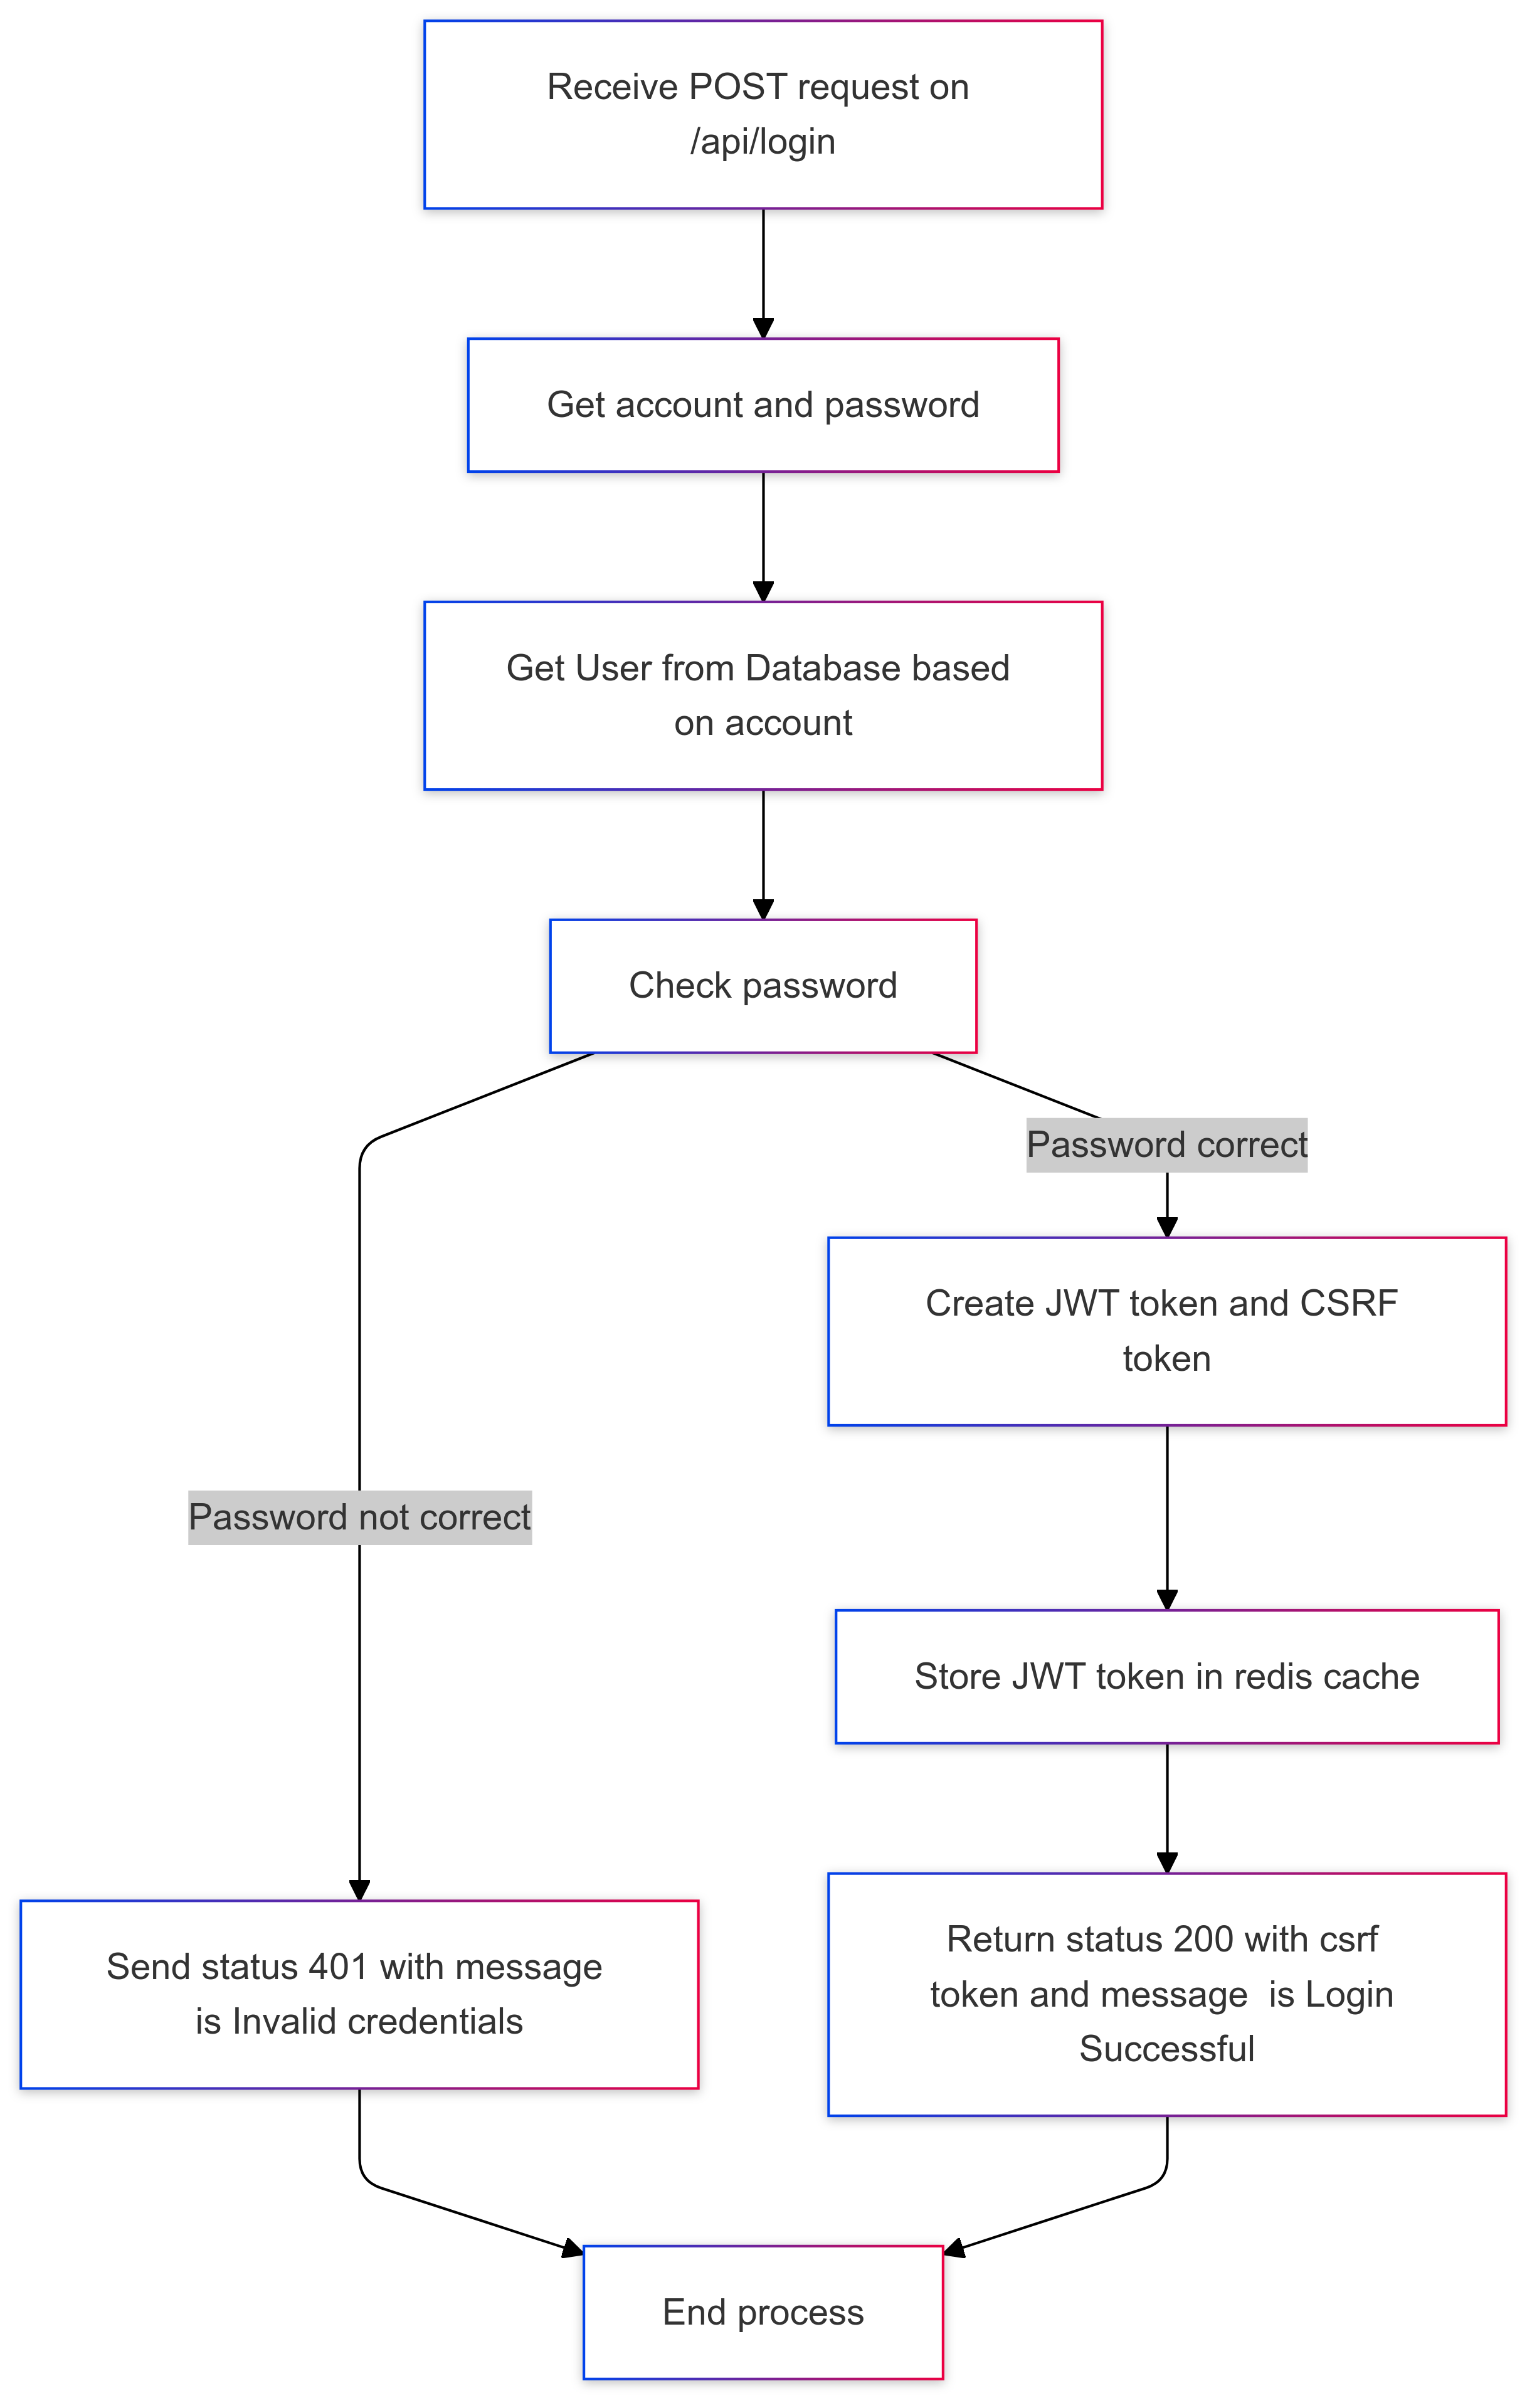 Receive POST request on
/api/login
Get account and password
Get User from Database based
on account
Check password
Password correct
Create JWT token and CSRF
token
Password not correct
Store JWT token in redis cache
Send status 401 with message
is Invalid credentials
Return status 200 with csrf
token and message  is Login
Successful
End process